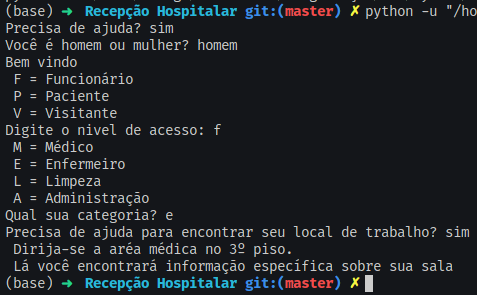 (base) ➜ Recepção Hospitalar git:(master) ✗ python -u "/ho
Precisa de ajuda? sim
Você é homem ou mulher? homem
Bem vindo
 F = Funcionário
 P = Paciente
 V = Visitante
Digite o nivel de acesso: f
 M = Médico
 E = Enfermeiro
 L = Limpeza
 A = Administração
Qual sua categoria? e
Precisa de ajuda para encontrar seu local de trabalho? sim
 Dirija-se a aréa médica no 3º piso.
 Lá você encontrará informação específica sobre sua sala
(base) ➜ Recepção Hospitalar git:(master) ✗